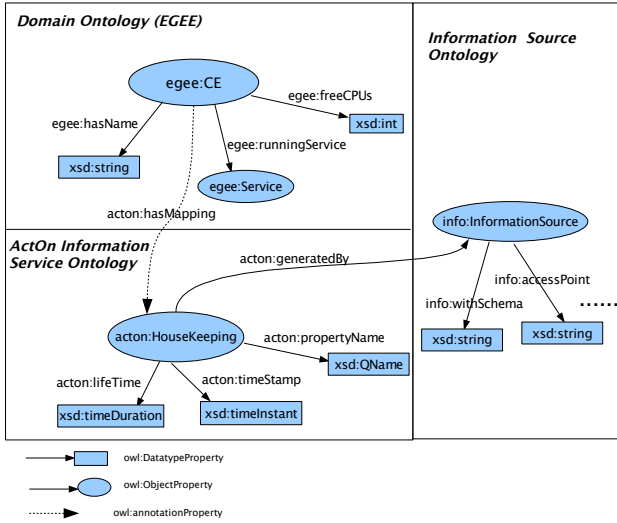 Domain Ontology (EGEE)
Information Source
Ontology
egee:CE
egee:freeCPUs
egee:hasName
xsd:int
egee:runningService
xsd:string
egee:Service
acton:hasMapping
info:InformationSource
ActOn Information
Service Ontology
acton:generatedBy
info:accessPoint
info:withSchema
......
acton:HouseKeeping
acton:propertyName
xsd:string
xsd:string
xsd:QName
acton:lifeTime
acton:timeStamp
xsd:timeDuration
xsd:timeInstant
owl:DatatypeProperty
owl:ObjectProperty
owl:annotationProperty